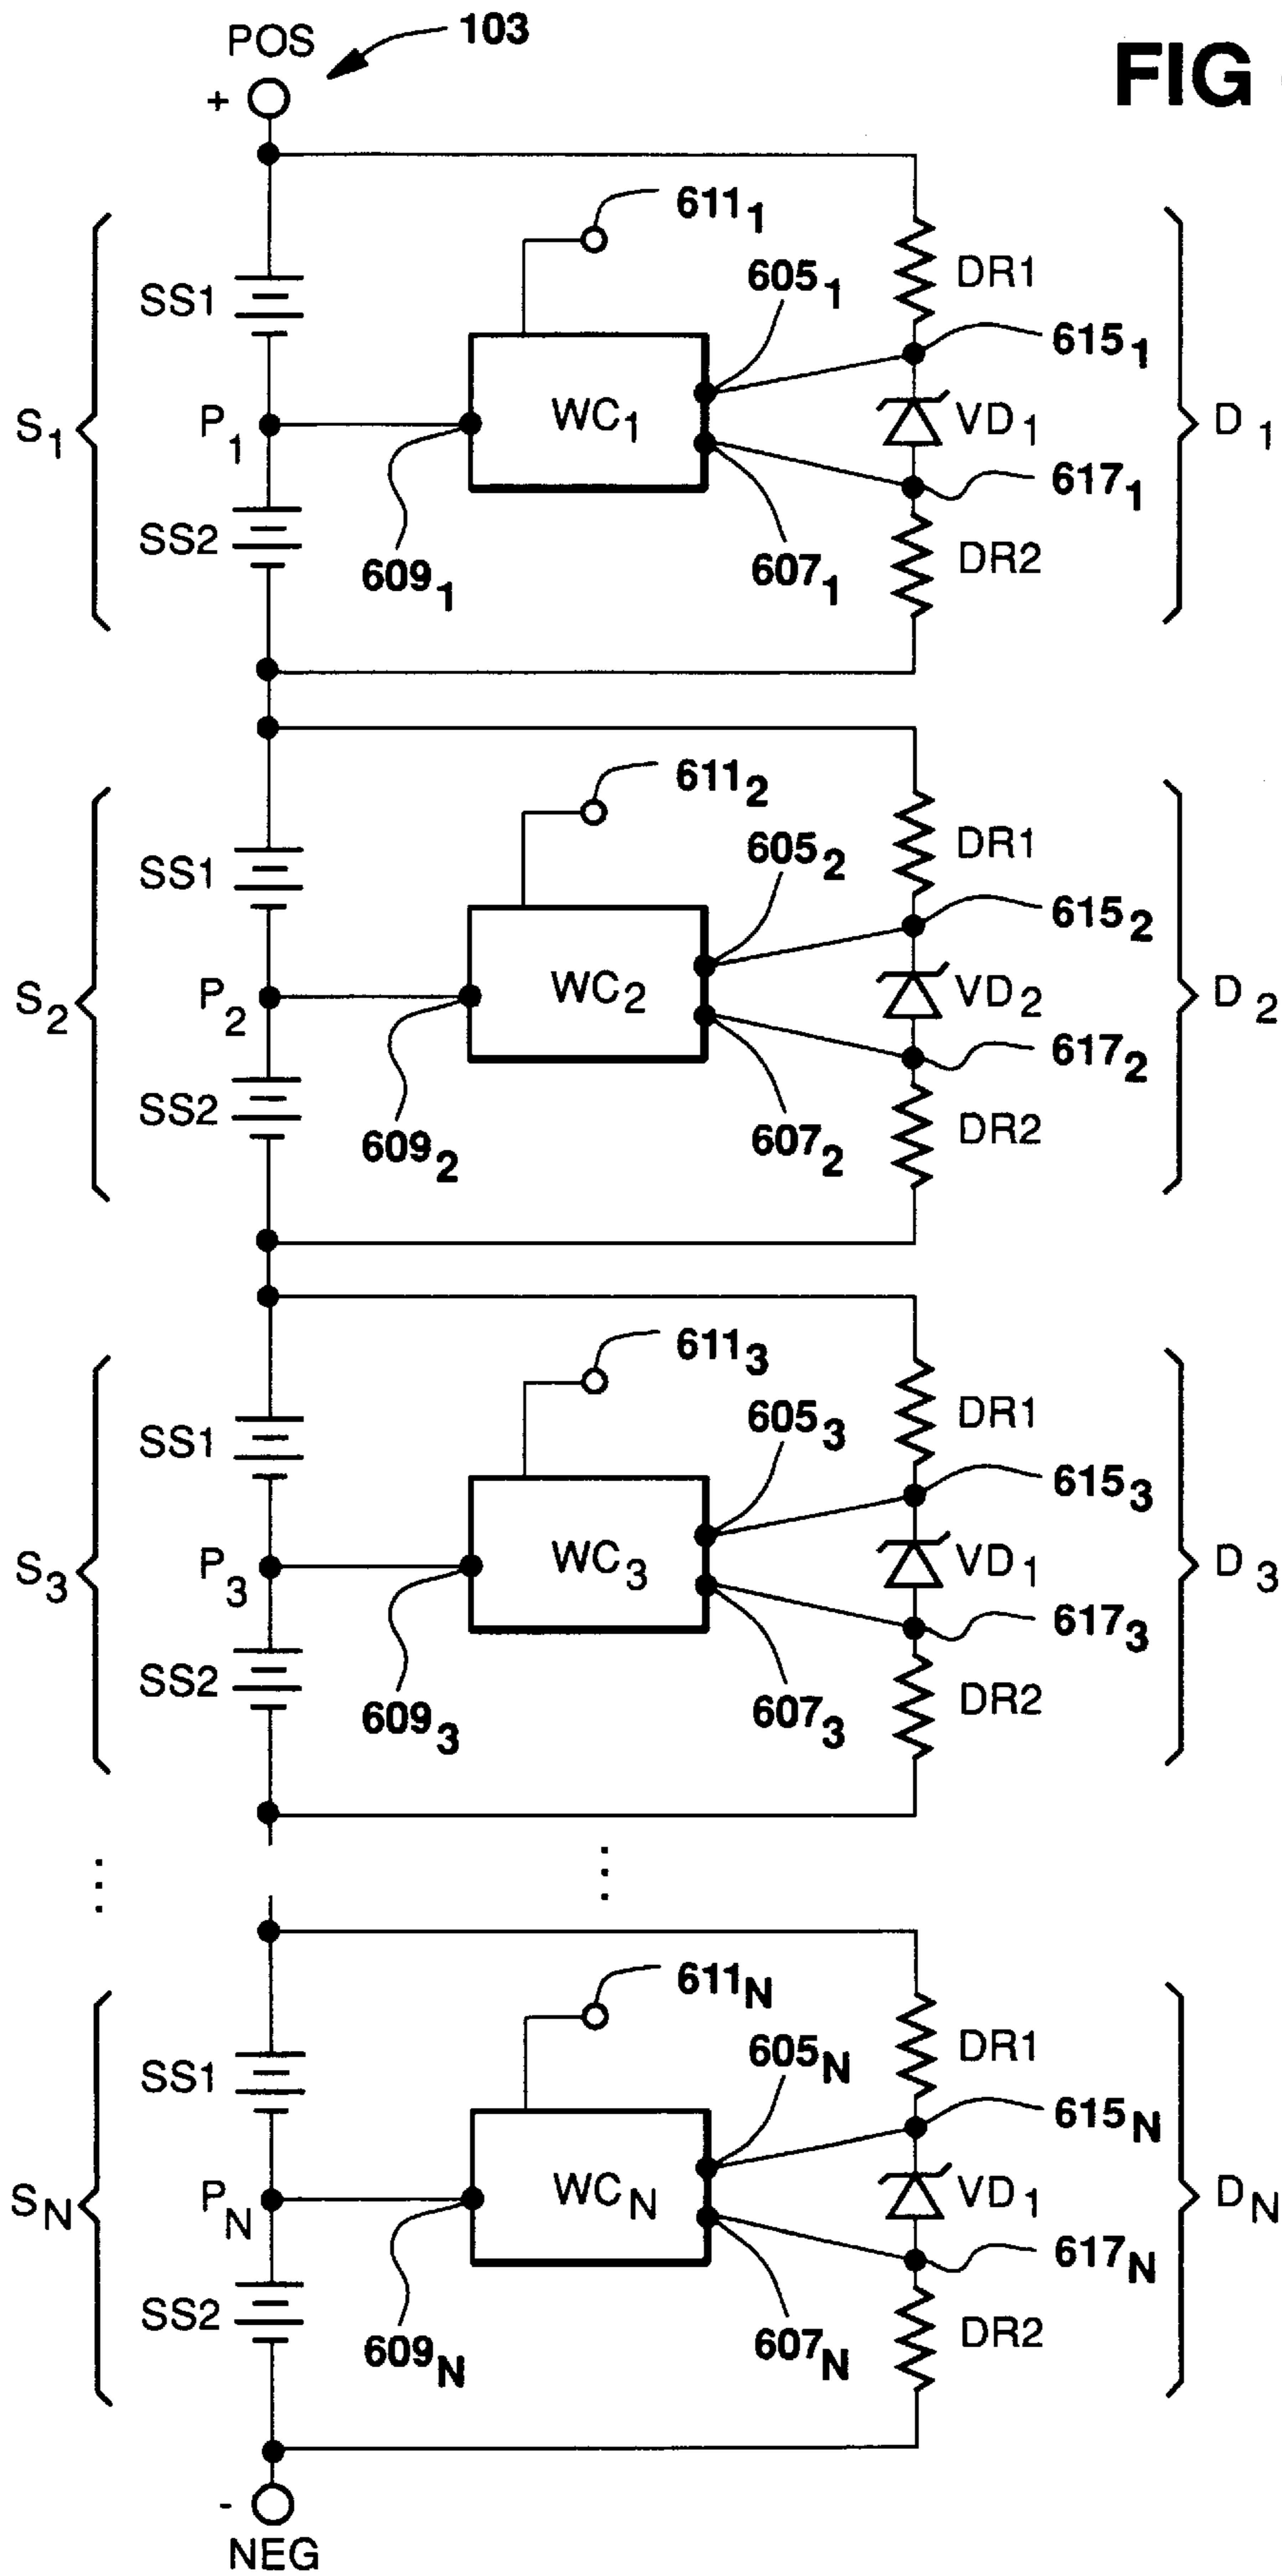 POS
103
FIG
+
611₁
SS1
605₁
DR1
615₁
S₁
P₁
WC₁
VD₁
D₁
617₁
SS2
609₁
607₁
DR2
611₂
SS1
605₂
DR1
615₂
S₂
P₂
WC₂
VD₂
D₂
617₂
SS2
609₂
607₂
DR2
611₃
SS1
605₃
DR1
615₃
S₃
P₃
WC₃
VD₁
D₃
617₃
SS2
609₃
607₃
DR2
611N
SS1
605N
DR1
615N
SN
PN
WCN
VD₁
DN
617N
SS2
609N
607N
DR2
-
NEG